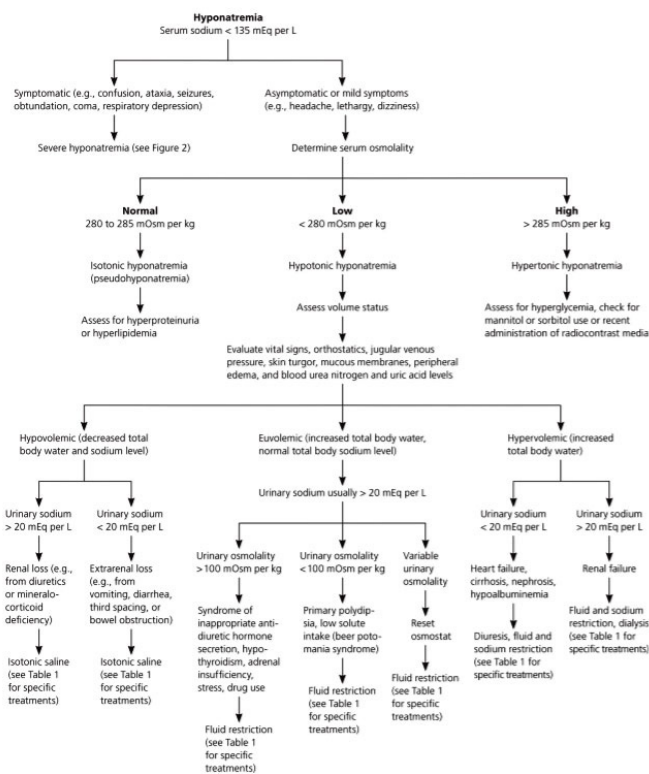 Hyponatremia
Serum sodium < 135 mEq per L
Symptomatic (e.g., confusion, ataxia, seizures,
obtundation, coma, respiratory depression)
Asymptomatic or mild symptoms
(e.g., headache, lethargy, dizziness)
Severe hyponatremia (see Figure 2)
Determine serum osmolality
Normal
280 to 285 mOsm per kg
Low
< 280 mOsm per kg
High
> 285 mOsm per kg
Isotonic hyponatremia
(pseudohyponatremia)
Hypotonic hyponatremia
Hypertonic hyponatremia
Assess for hyperproteinuria
or hyperlipidemia
Assess volume status
Assess for hyperglycemia, check for
mannitol or sorbitol use or recent
administration of radiocontrast media
Evaluate vital signs, orthostatics, jugular venous
pressure, skin turgor, mucous membranes, peripheral
edema, and blood urea nitrogen and uric acid levels
Hypovolemic (decreased total
body water and sodium level)
Euvolemic (increased total body water,
normal total body sodium level)
Hypervolemic (increased
total body water)
Urinary sodium usually > 20 mEq per L
Urinary sodium
> 20 mEq per L
Urinary sodium
< 20 mEq per L
Urinary sodium
< 20 mEq per L
Urinary sodium
> 20 mEq per L
Urinary osmolality
>100 mOsm per kg
Urinary osmolality
<100 mOsm per kg
Variable
urinary
osmolality
Renal loss (e.g.,
from diuretics
or mineralo-
corticoid
deficiency)
Extrarenal loss
(e.g., from
vomiting, diarrhea,
third spacing, or
bowel obstruction)
Heart failure,
cirrhosis, nephrosis,
hypoalbuminemia
Renal failure
Syndrome of
inappropriate
anti-
diuretic hormone
secretion, hypo-
thyroidism, adrenal
insufficiency,
stress, drug use
Primary polydip-
sia, low solute
intake (beer poto-
mania syndrome)
Reset
osmostat
Isotonic saline
(see Table 1
for specific
treatments)
Isotonic saline
(see Table 1
for specific
treatments)
Diuresis, fluid and
sodium restriction
(see Table 1 for
specific treatments)
Fluid and sodium
restriction, dialysis
(see Table 1 for
specific treatments)
Fluid restriction
(see Table 1
for specific
treatments)
Fluid restriction
(see Table 1
for specific
treatments)
Fluid restriction
(see Table 1
for specific
treatments)